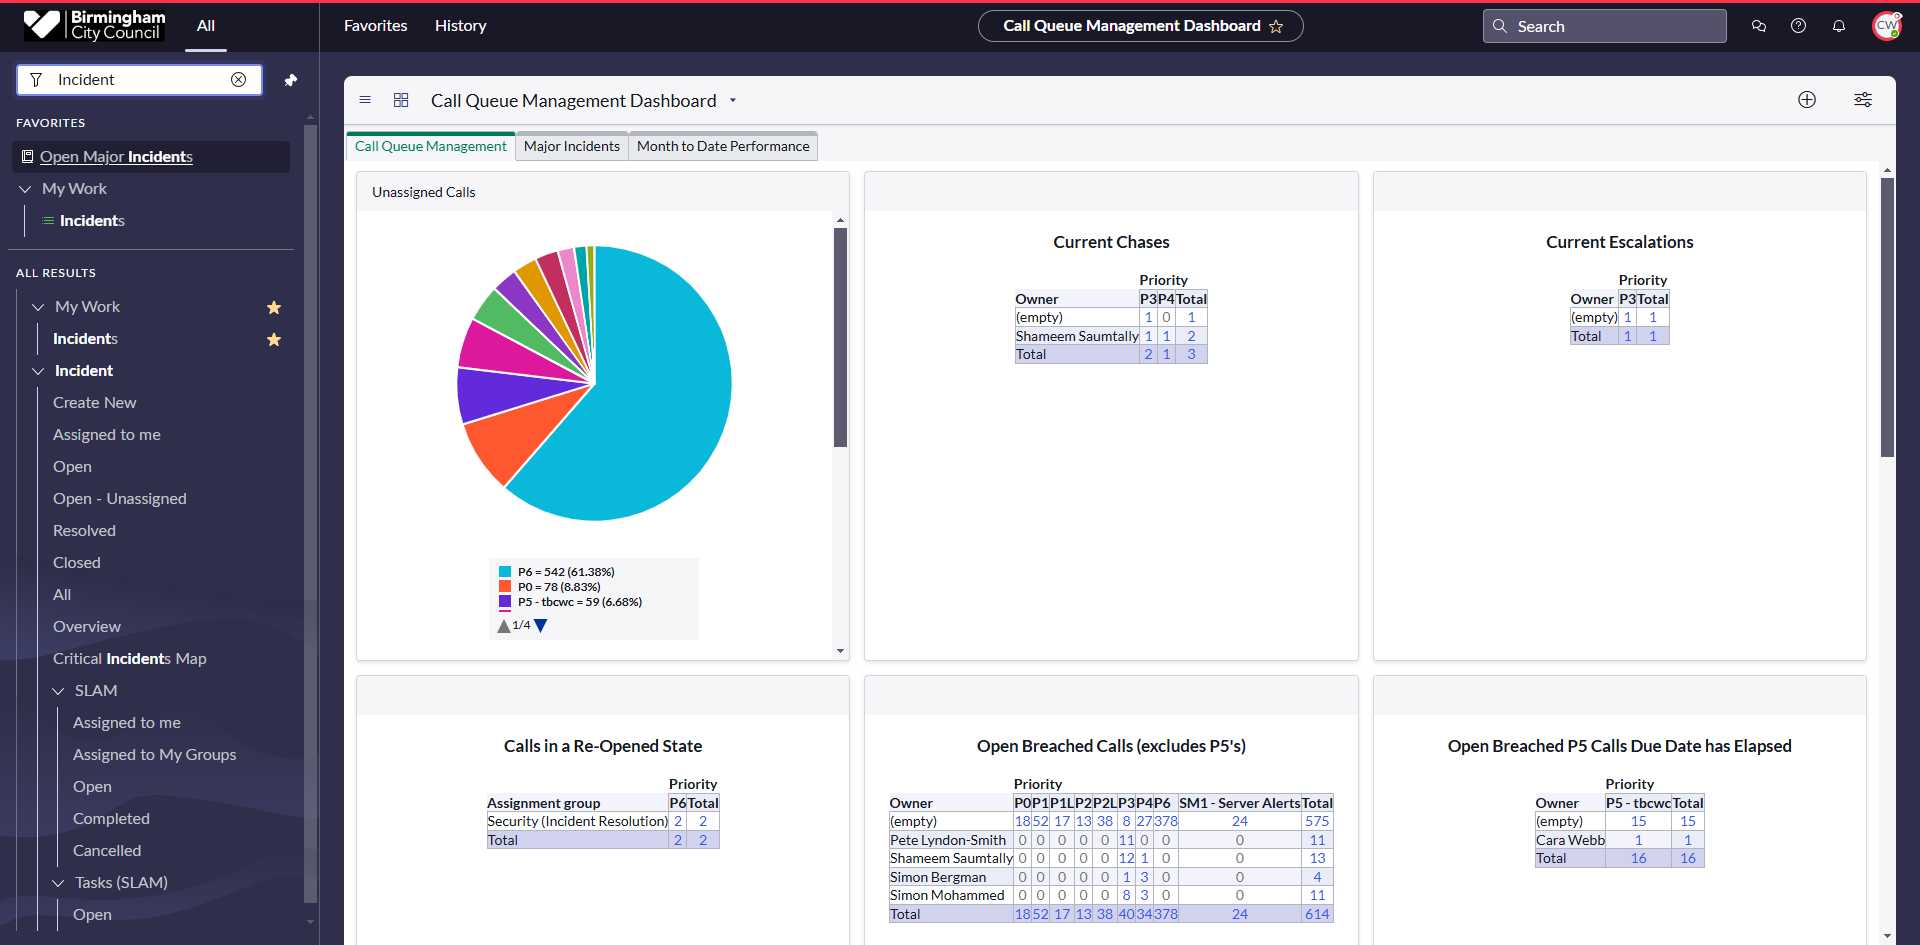 Birmingham
City Council
All
Favorites
History
Call Queue Management Dashboard
Search
CW
Incident
FAVORITES
Open Major Incidents
My Work
Incidents
ALL RESULTS
My Work
Incidents
Incident
Create New
Assigned to me
Open
Open - Unassigned
Resolved
Closed
All
Overview
Critical Incidents Map
SLAM
Assigned to me
Assigned to My Groups
Open
Completed
Cancelled
Tasks (SLAM)
Open
Call Queue Management Dashboard
Call Queue Management Major Incidents Month to Date Performance
Unassigned Calls
P6 = 542 (61.38%)
P0 = 78 (8.83%)
P5 - tbcwc = 59 (6.68%)
1/4
Current Chases
Priority
Owner P3 P4 Total
(empty) 1 0 1
Shameem Saumtally 1 1 2
Total 2 1 3
Current Escalations
Priority
Owner P3 Total
(empty) 1 1
Total 1 1
Calls in a Re-Opened State
Priority
Assignment group P6 Total
Security (Incident Resolution) 2 2
Total 2 2
Open Breached Calls (excludes P5's)
Priority
Owner P0 P1 P1L P2 P2L P3 P4 P6 SM1 - Server Alerts Total
(empty) 18 52 17 13 38 8 27 378 24 575
Pete Lyndon-Smith 0 0 0 0 0 11 0 0 0 11
Shameem Saumtally 0 0 0 0 0 12 1 0 0 13
Simon Bergman 0 0 0 0 0 1 3 0 0 4
Simon Mohammed 0 0 0 0 0 8 3 0 0 11
Total 18 52 17 13 38 40 34 378 24 614
Open Breached P5 Calls Due Date has Elapsed
Priority
Owner P5 - tbcwc Total
(empty) 15 15
Cara Webb 1 1
Total 16 16